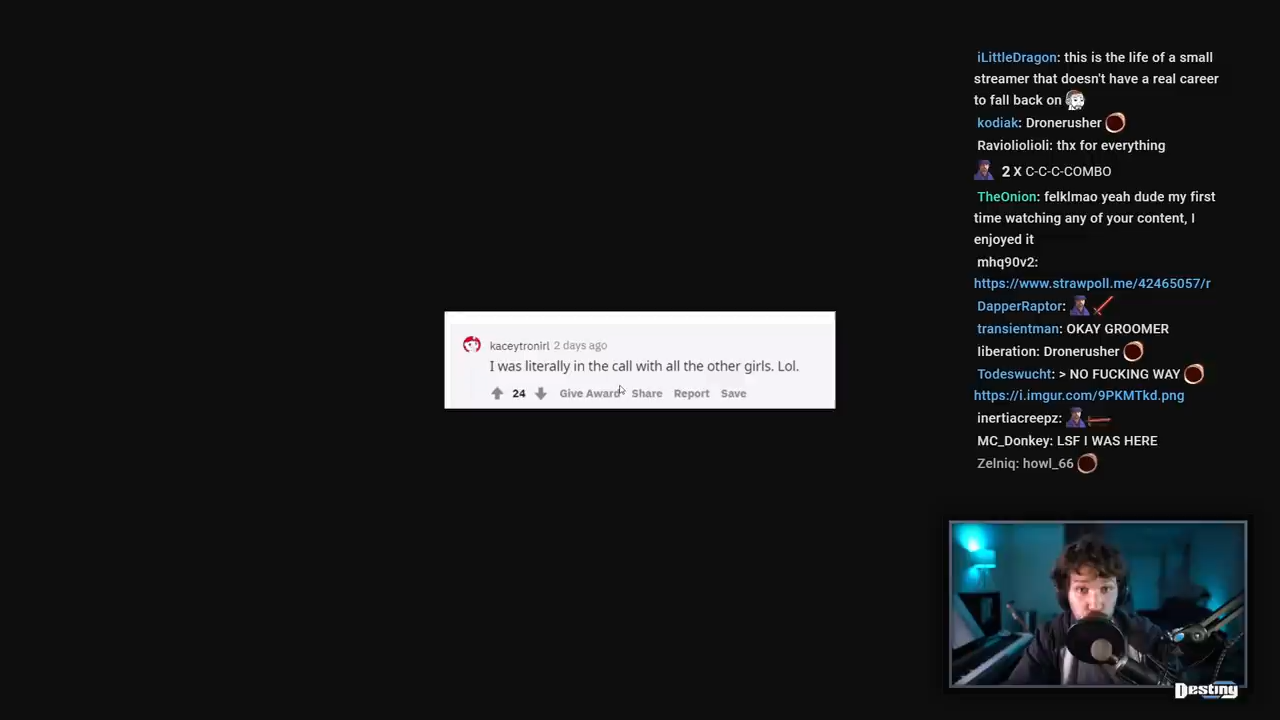 kaceytronirl 2 days ago
I was literally in the call with all the other girls. Lol.
24 Give Award Share Report Save
iLittleDragon: this is the life of a small
streamer that doesn't have a real career
to fall back on
kodiak: Dronerusher
Ravioliolioli: thx for everything
2 X C-C-C-COMBO
TheOnion: felklmao yeah dude my first
time watching any of your content, I
enjoyed it
mhq90v2:
https://www.strawpoll.me/42465057/r
DapperRaptor:
transientman: OKAY GROOMER
liberation: Dronerusher
Todeswucht: > NO FUCKING WAY
https://i.imgur.com/9PKMTkd.png
inertiacreepz:
MC_Donkey: LSF I WAS HERE
Zelniq: howl_66
Destiny